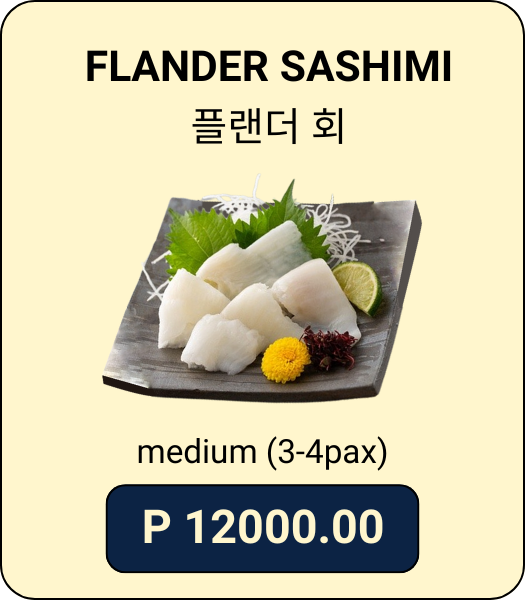 FLANDER SASHIMI
플랜더 회
medium (3-4pax)
P 12000.00